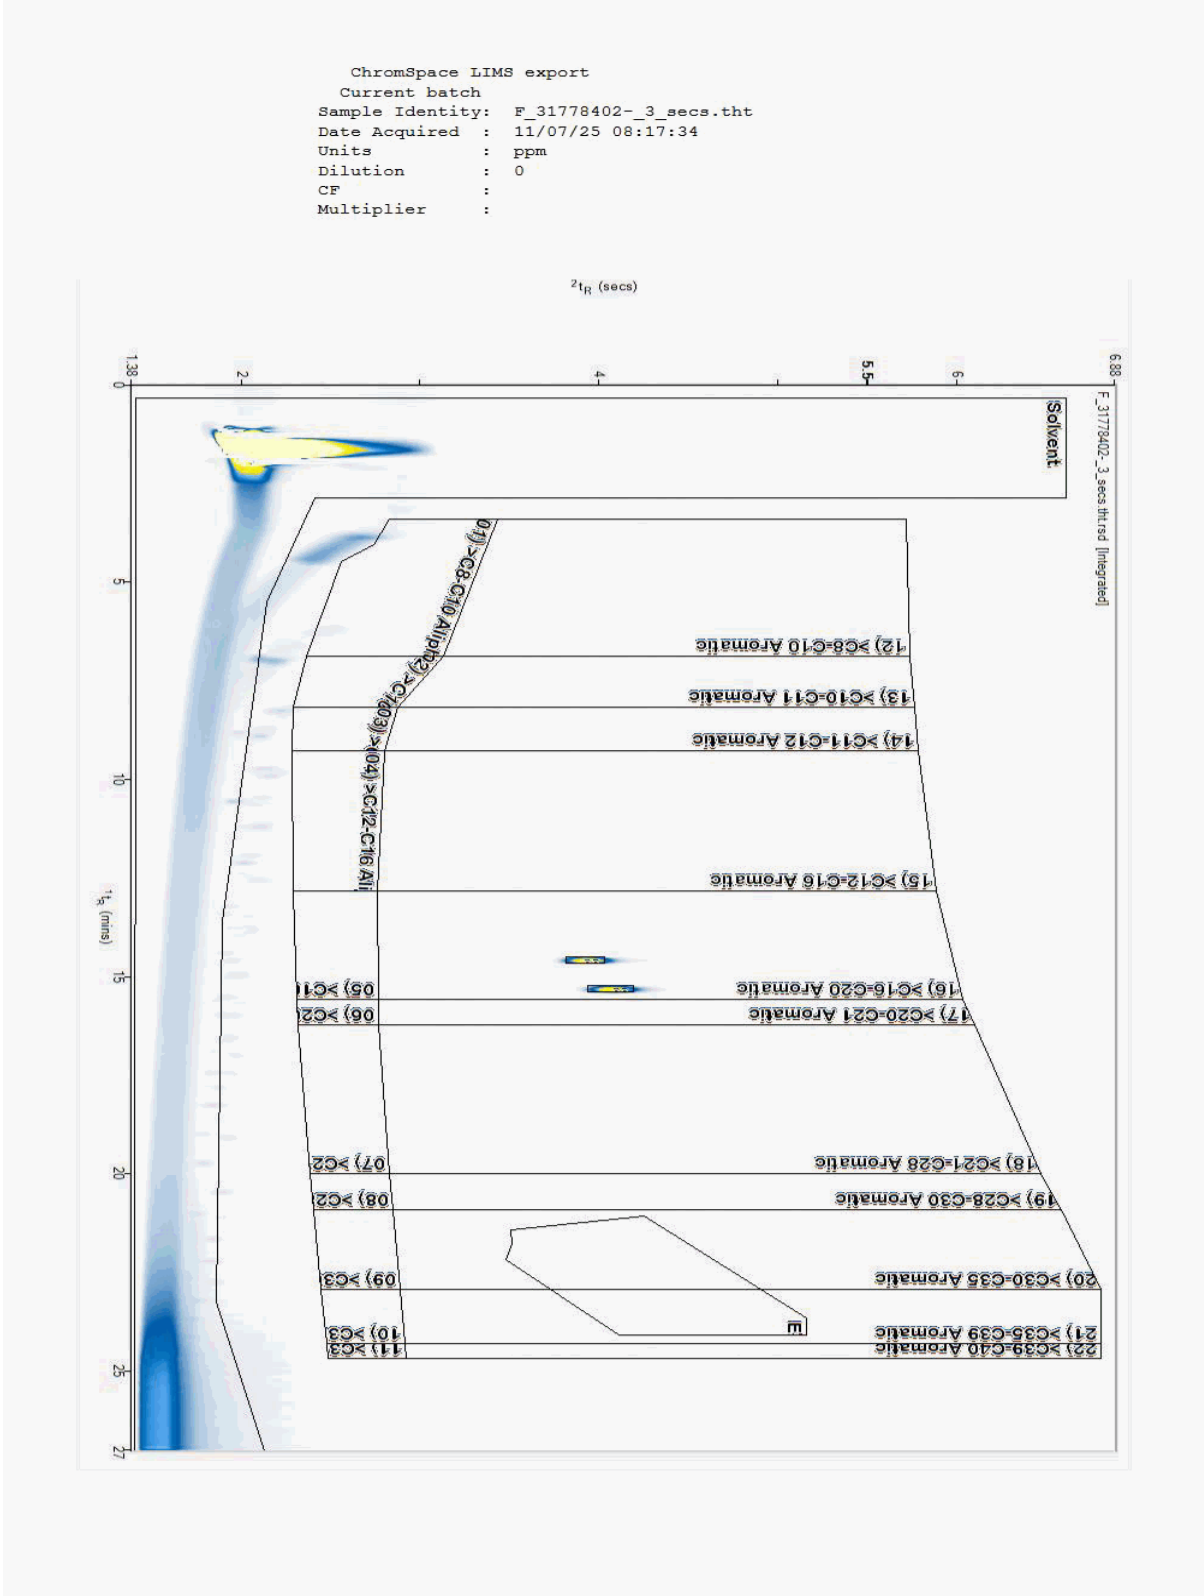 ChromSpace LIMS export
Current batch
Sample Identity: F_31778402-_3_secs.tht
Date Acquired : 11/07/25 08:17:34
Units : ppm
Dilution : 0
CF :
Multiplier :
²tR (secs)
1.38
2
4
5.5
6
6.88
0
F_31778402-_3_secs.tht.rsd [Integrated]
Solvent
01) >C8-C10 Aliph
02) >C10
03) >
04) >C12-C16 Ali
5
12) >C8-C10 Aromatic
13) >C10-C11 Aromatic
14) >C11-C12 Aromatic
10
15) >C12-C16 Aromatic
¹tR (mins)
15
05) >C16
16) >C16-C20 Aromatic
06) >C2
17) >C20-C21 Aromatic
07) >C2
18) >C21-C28 Aromatic
20
08) >C2
19) >C28-C30 Aromatic
09) >C3
20) >C30-C35 Aromatic
E
10) >C3
21) >C35-C39 Aromatic
11) >C3
22) >C39-C40 Aromatic
25
27